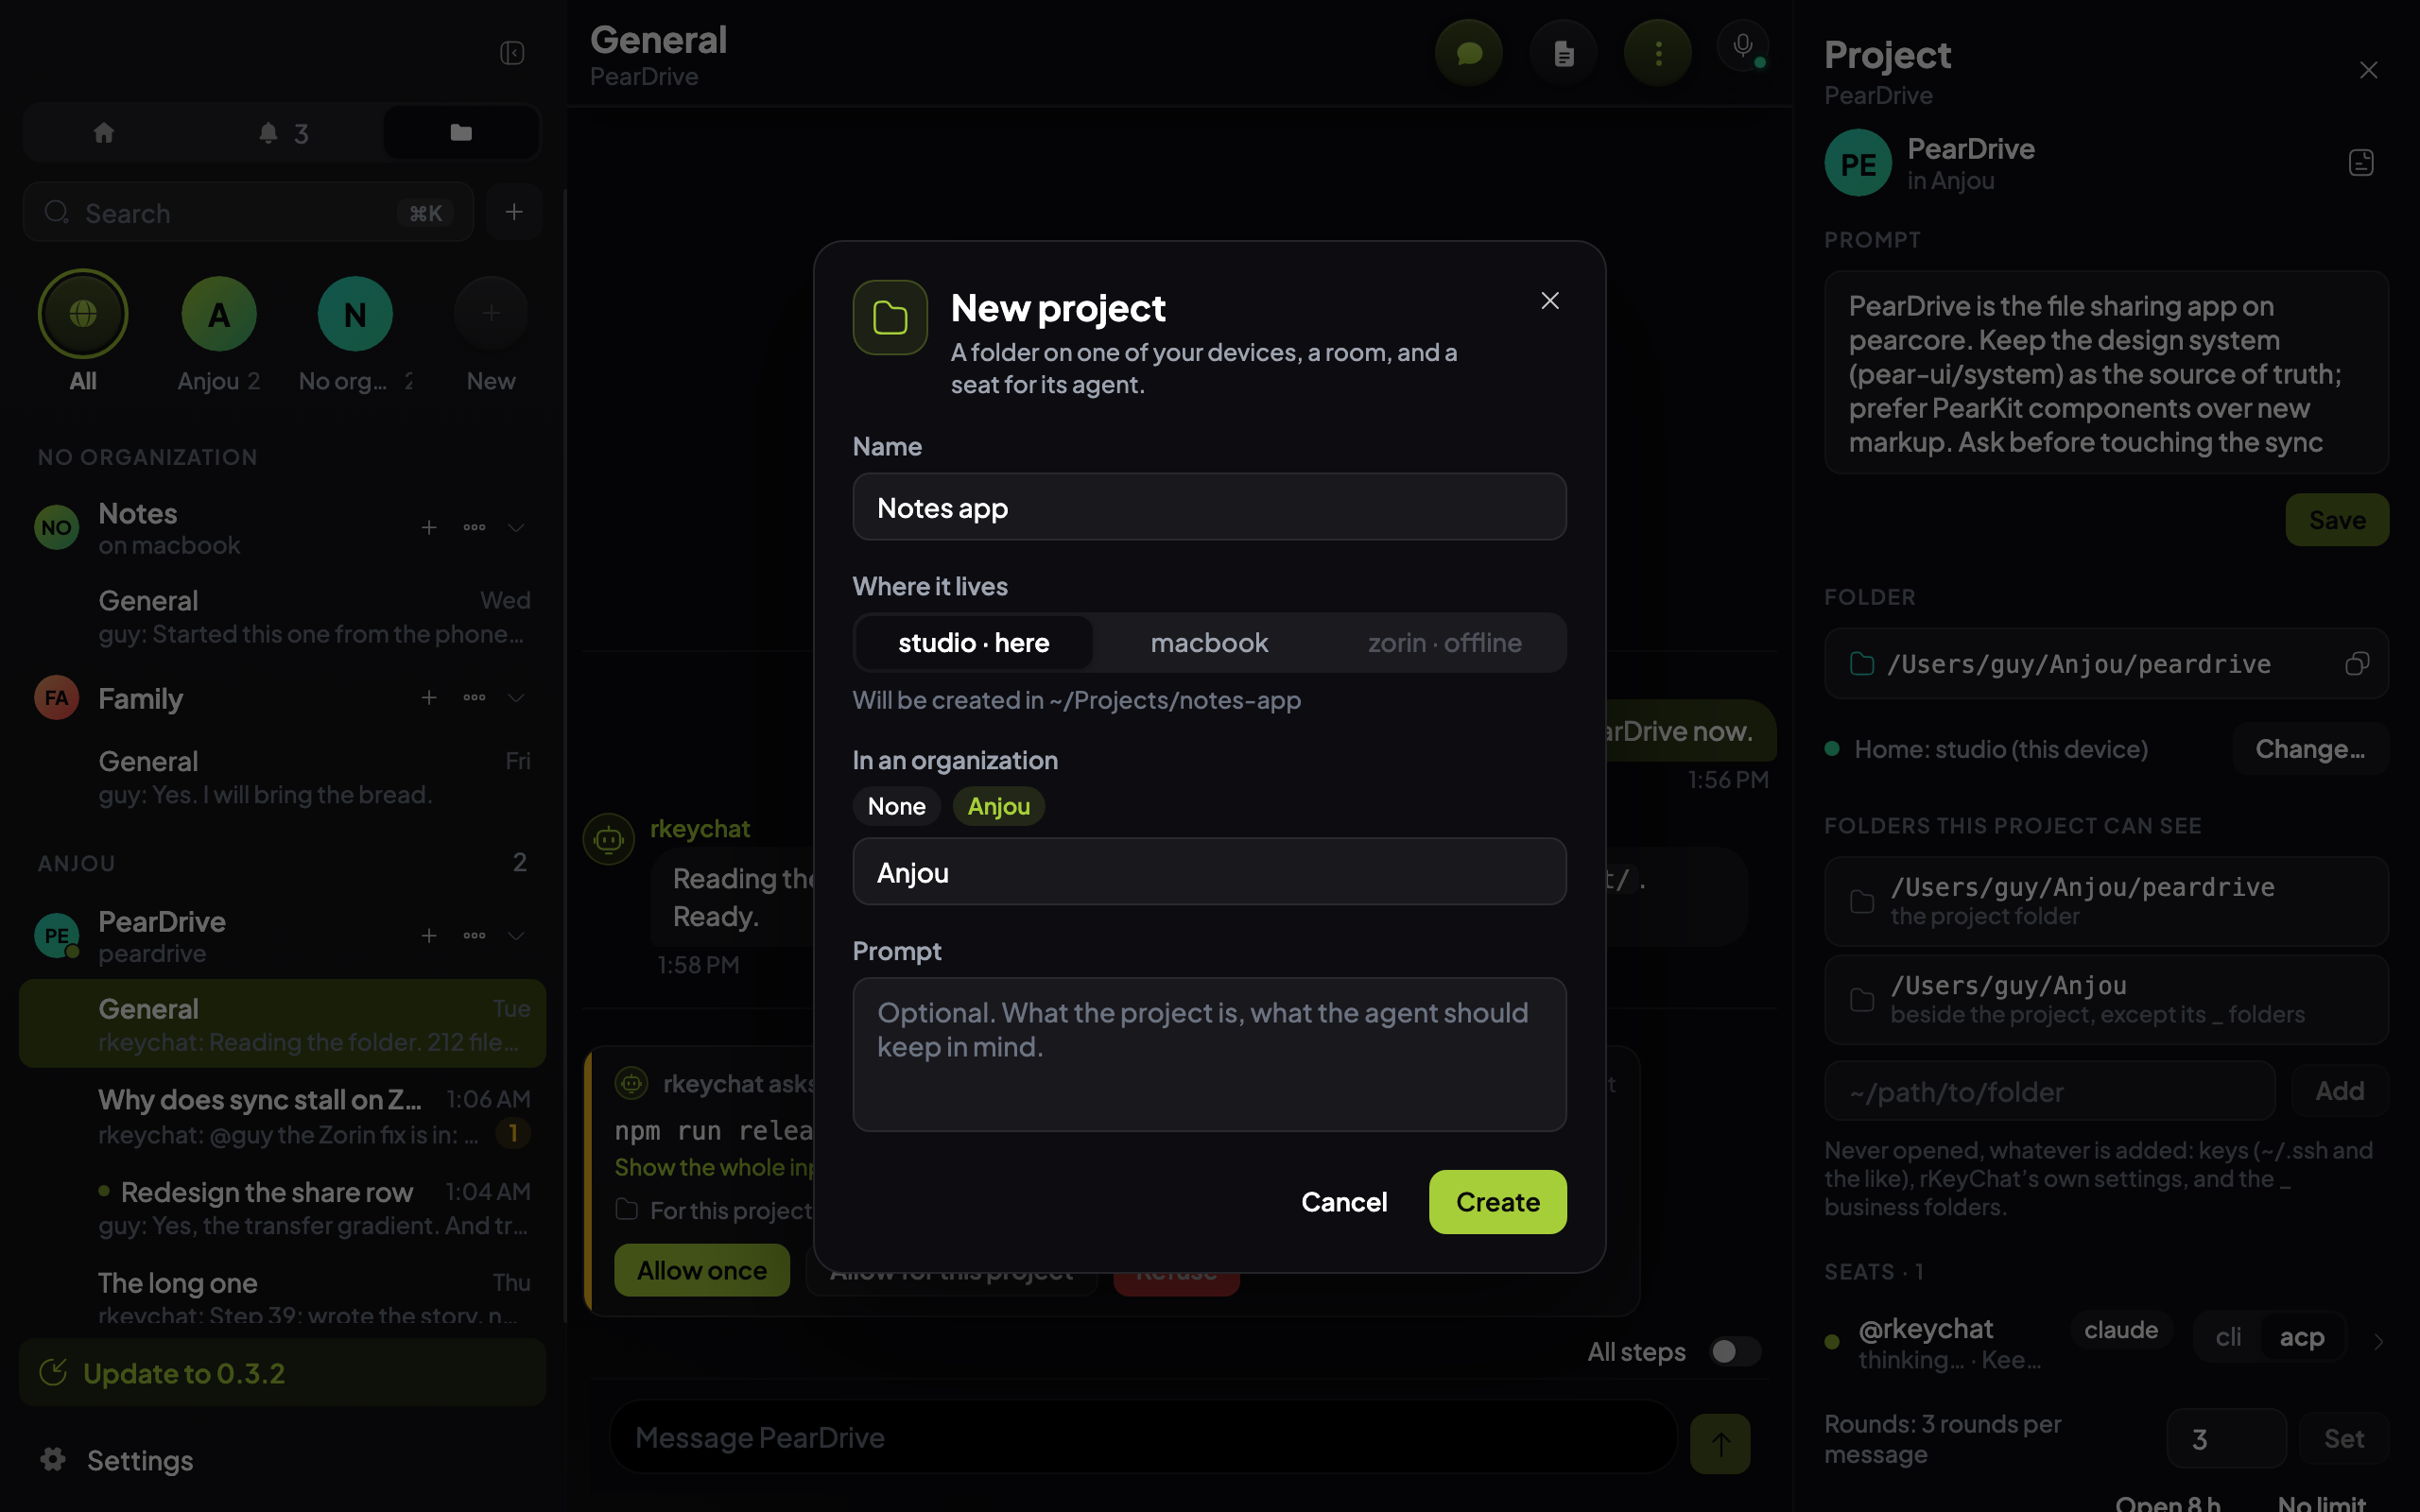 3
Search
⌘K
A
N
All
Anjou 2
No org...
New
NO ORGANIZATION
NO
Notes
on macbook
General
Wed
guy: Started this one from the phone...
FA
Family
General
Fri
guy: Yes. I will bring the bread.
ANJOU
2
PE
PearDrive
peardrive
General
Tue
rkeychat: Reading the folder. 212 file...
Why does sync stall on Z...
1:06 AM
rkeychat: @guy the Zorin fix is in: ...
1
Redesign the share row
1:04 AM
guy: Yes, the transfer gradient. And tr...
The long one
Thu
rkeychat: Step 39: wrote the story, n...
Update to 0.3.2
Settings
General
PearDrive
arDrive now.
1:56 PM
rkeychat
Reading the
t/ .
Ready.
1:58 PM
rkeychat asks
t
npm run relea
Show the whole inp
For this project
Allow once
Allow for this project
Refuse
All steps
Message PearDrive
New project
A folder on one of your devices, a room, and a
seat for its agent.
Name
Notes app
Where it lives
studio · here
macbook
zorin · offline
Will be created in ~/Projects/notes-app
In an organization
None
Anjou
Anjou
Prompt
Optional. What the project is, what the agent should
keep in mind.
Cancel
Create
Project
PearDrive
PE
PearDrive
in Anjou
PROMPT
PearDrive is the file sharing app on
pearcore. Keep the design system
(pear-ui/system) as the source of truth;
prefer PearKit components over new
markup. Ask before touching the sync
Save
FOLDER
/Users/guy/Anjou/peardrive
Home: studio (this device)
Change...
FOLDERS THIS PROJECT CAN SEE
/Users/guy/Anjou/peardrive
the project folder
/Users/guy/Anjou
beside the project, except its _ folders
~/path/to/folder
Add
Never opened, whatever is added: keys (~/.ssh and
the like), rKeyChat's own settings, and the _
business folders.
SEATS · 1
@rkeychat
claude
cli
acp
thinking... · Kee...
Rounds: 3 rounds per
message
3
Set
Open 8 h
No limit